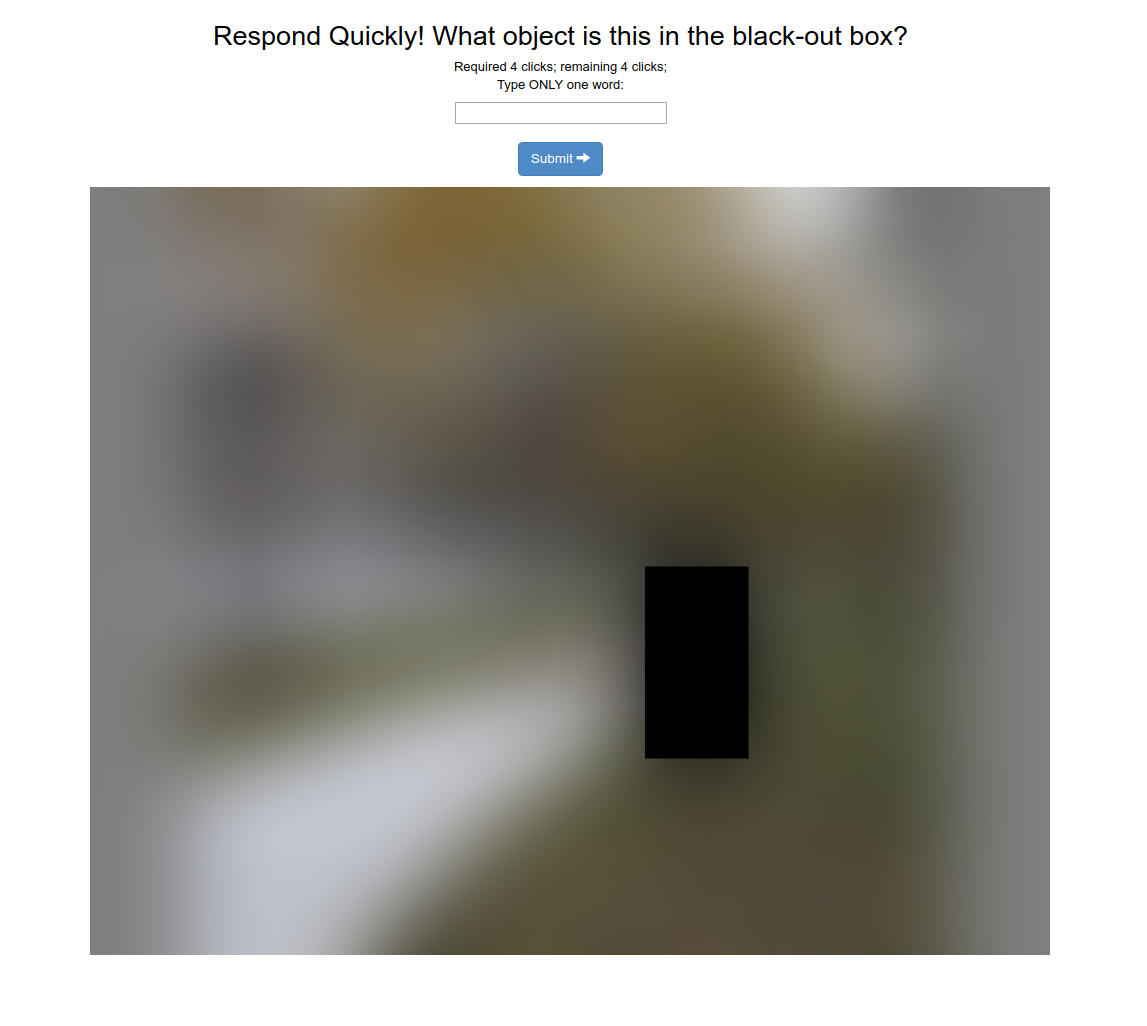 Respond Quickly! What object is this in the black-out box?
Required 4 clicks; remaining 4 clicks;
Type ONLY one word:
Submit